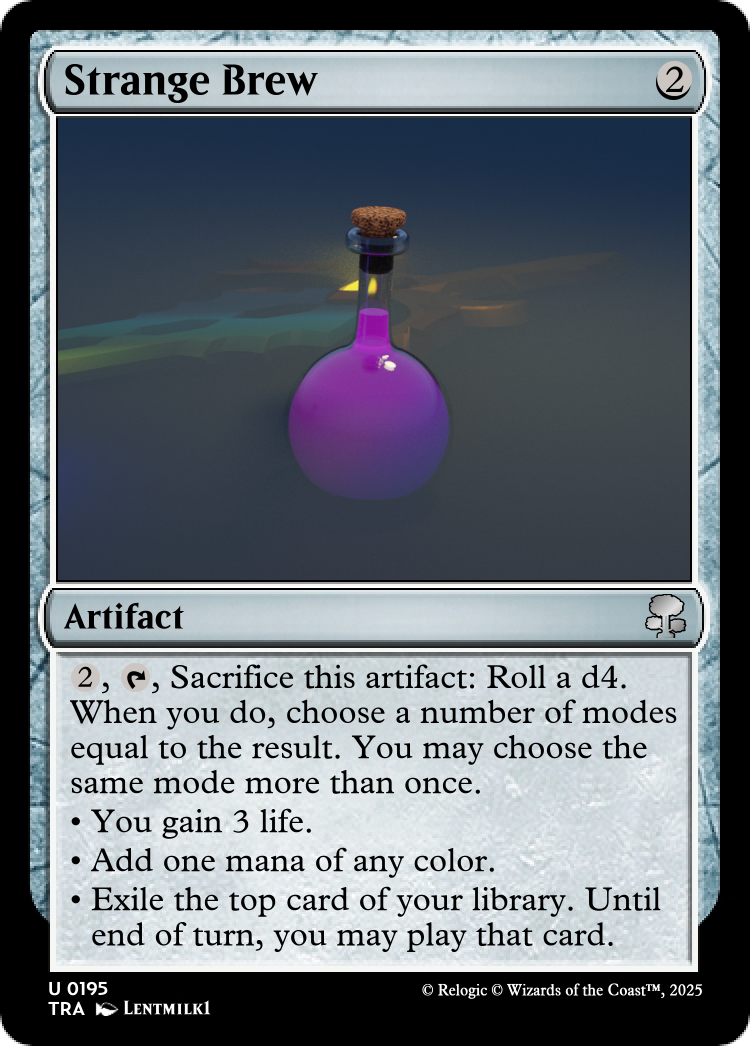 Strange Brew 2
Artifact
2, , Sacrifice this artifact: Roll a d4.
When you do, choose a number of modes
equal to the result. You may choose the
same mode more than once.
• You gain 3 life.
• Add one mana of any color.
• Exile the top card of your library. Until
end of turn, you may play that card.
U 0195
TRA LENTMILK1
© Relogic © Wizards of the Coast™, 2025